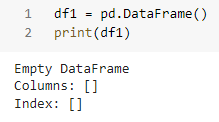 1 df1 = pd.DataFrame()
2 print(df1)
Empty DataFrame
Columns: []
Index: []